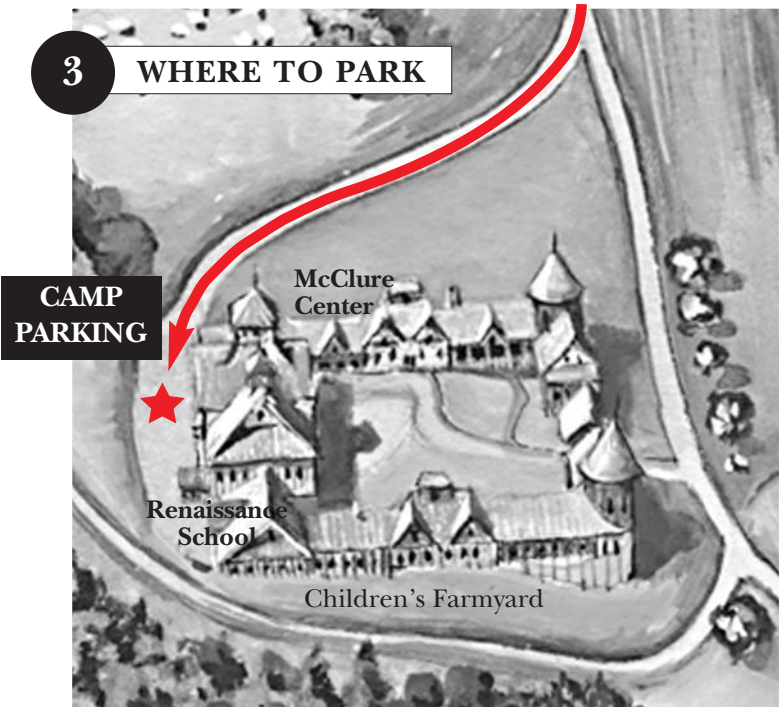 3 WHERE TO PARK
McClure
Center
CAMP
PARKING
Renaissance
School
Children’s Farmyard